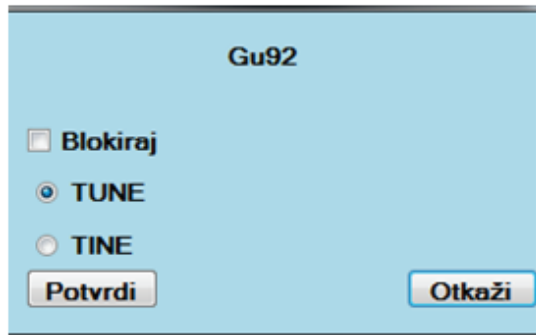 Gu92
Blokiraj
TUNE
TINE
Potvrdi Otkaži